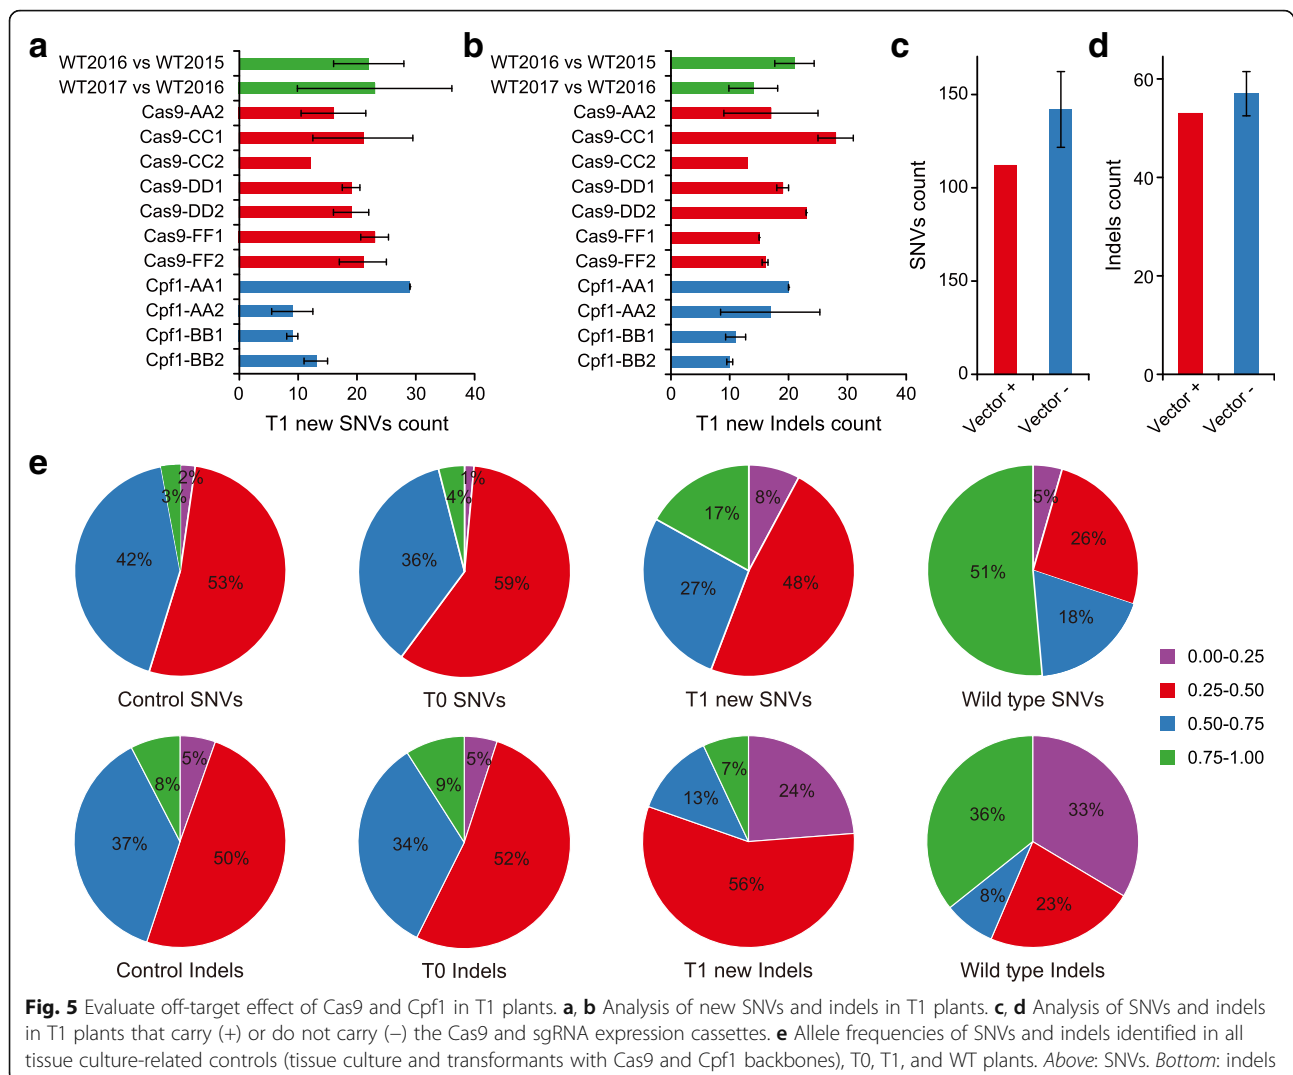 a
WT2016 vs WT2015
WT2017 vs WT2016
Cas9-AA2
Cas9-CC1
Cas9-CC2
Cas9-DD1
Cas9-DD2
Cas9-FF1
Cas9-FF2
Cpf1-AA1
Cpf1-AA2
Cpf1-BB1
Cpf1-BB2
0 10 20 30 40
T1 new SNVs count
b
WT2016 vs WT2015
WT2017 vs WT2016
Cas9-AA2
Cas9-CC1
Cas9-CC2
Cas9-DD1
Cas9-DD2
Cas9-FF1
Cas9-FF2
Cpf1-AA1
Cpf1-AA2
Cpf1-BB1
Cpf1-BB2
0 10 20 30 40
T1 new Indels count
c
SNVs count
150
100
150
0
Vector +
Vector -
d
Indels count
60
40
20
0
Vector +
Vector -
e
2%
53%
42%
3%
Control SNVs
1%
59%
36%
4%
T0 SNVs
8%
48%
27%
17%
T1 new SNVs
5%
26%
18%
51%
Wild type SNVs
0.00-0.25
0.25-0.50
0.50-0.75
0.75-1.00
5%
50%
37%
8%
Control Indels
5%
52%
34%
9%
T0 Indels
24%
56%
13%
7%
T1 new Indels
33%
23%
8%
36%
Wild type Indels
Fig. 5 Evaluate off-target effect of Cas9 and Cpf1 in T1 plants. a, b Analysis of new SNVs and indels in T1 plants. c, d Analysis of SNVs and indels
in T1 plants that carry (+) or do not carry (−) the Cas9 and sgRNA expression cassettes. e Allele frequencies of SNVs and indels identified in all
tissue culture-related controls (tissue culture and transformants with Cas9 and Cpf1 backbones), T0, T1, and WT plants. Above: SNVs. Bottom: indels